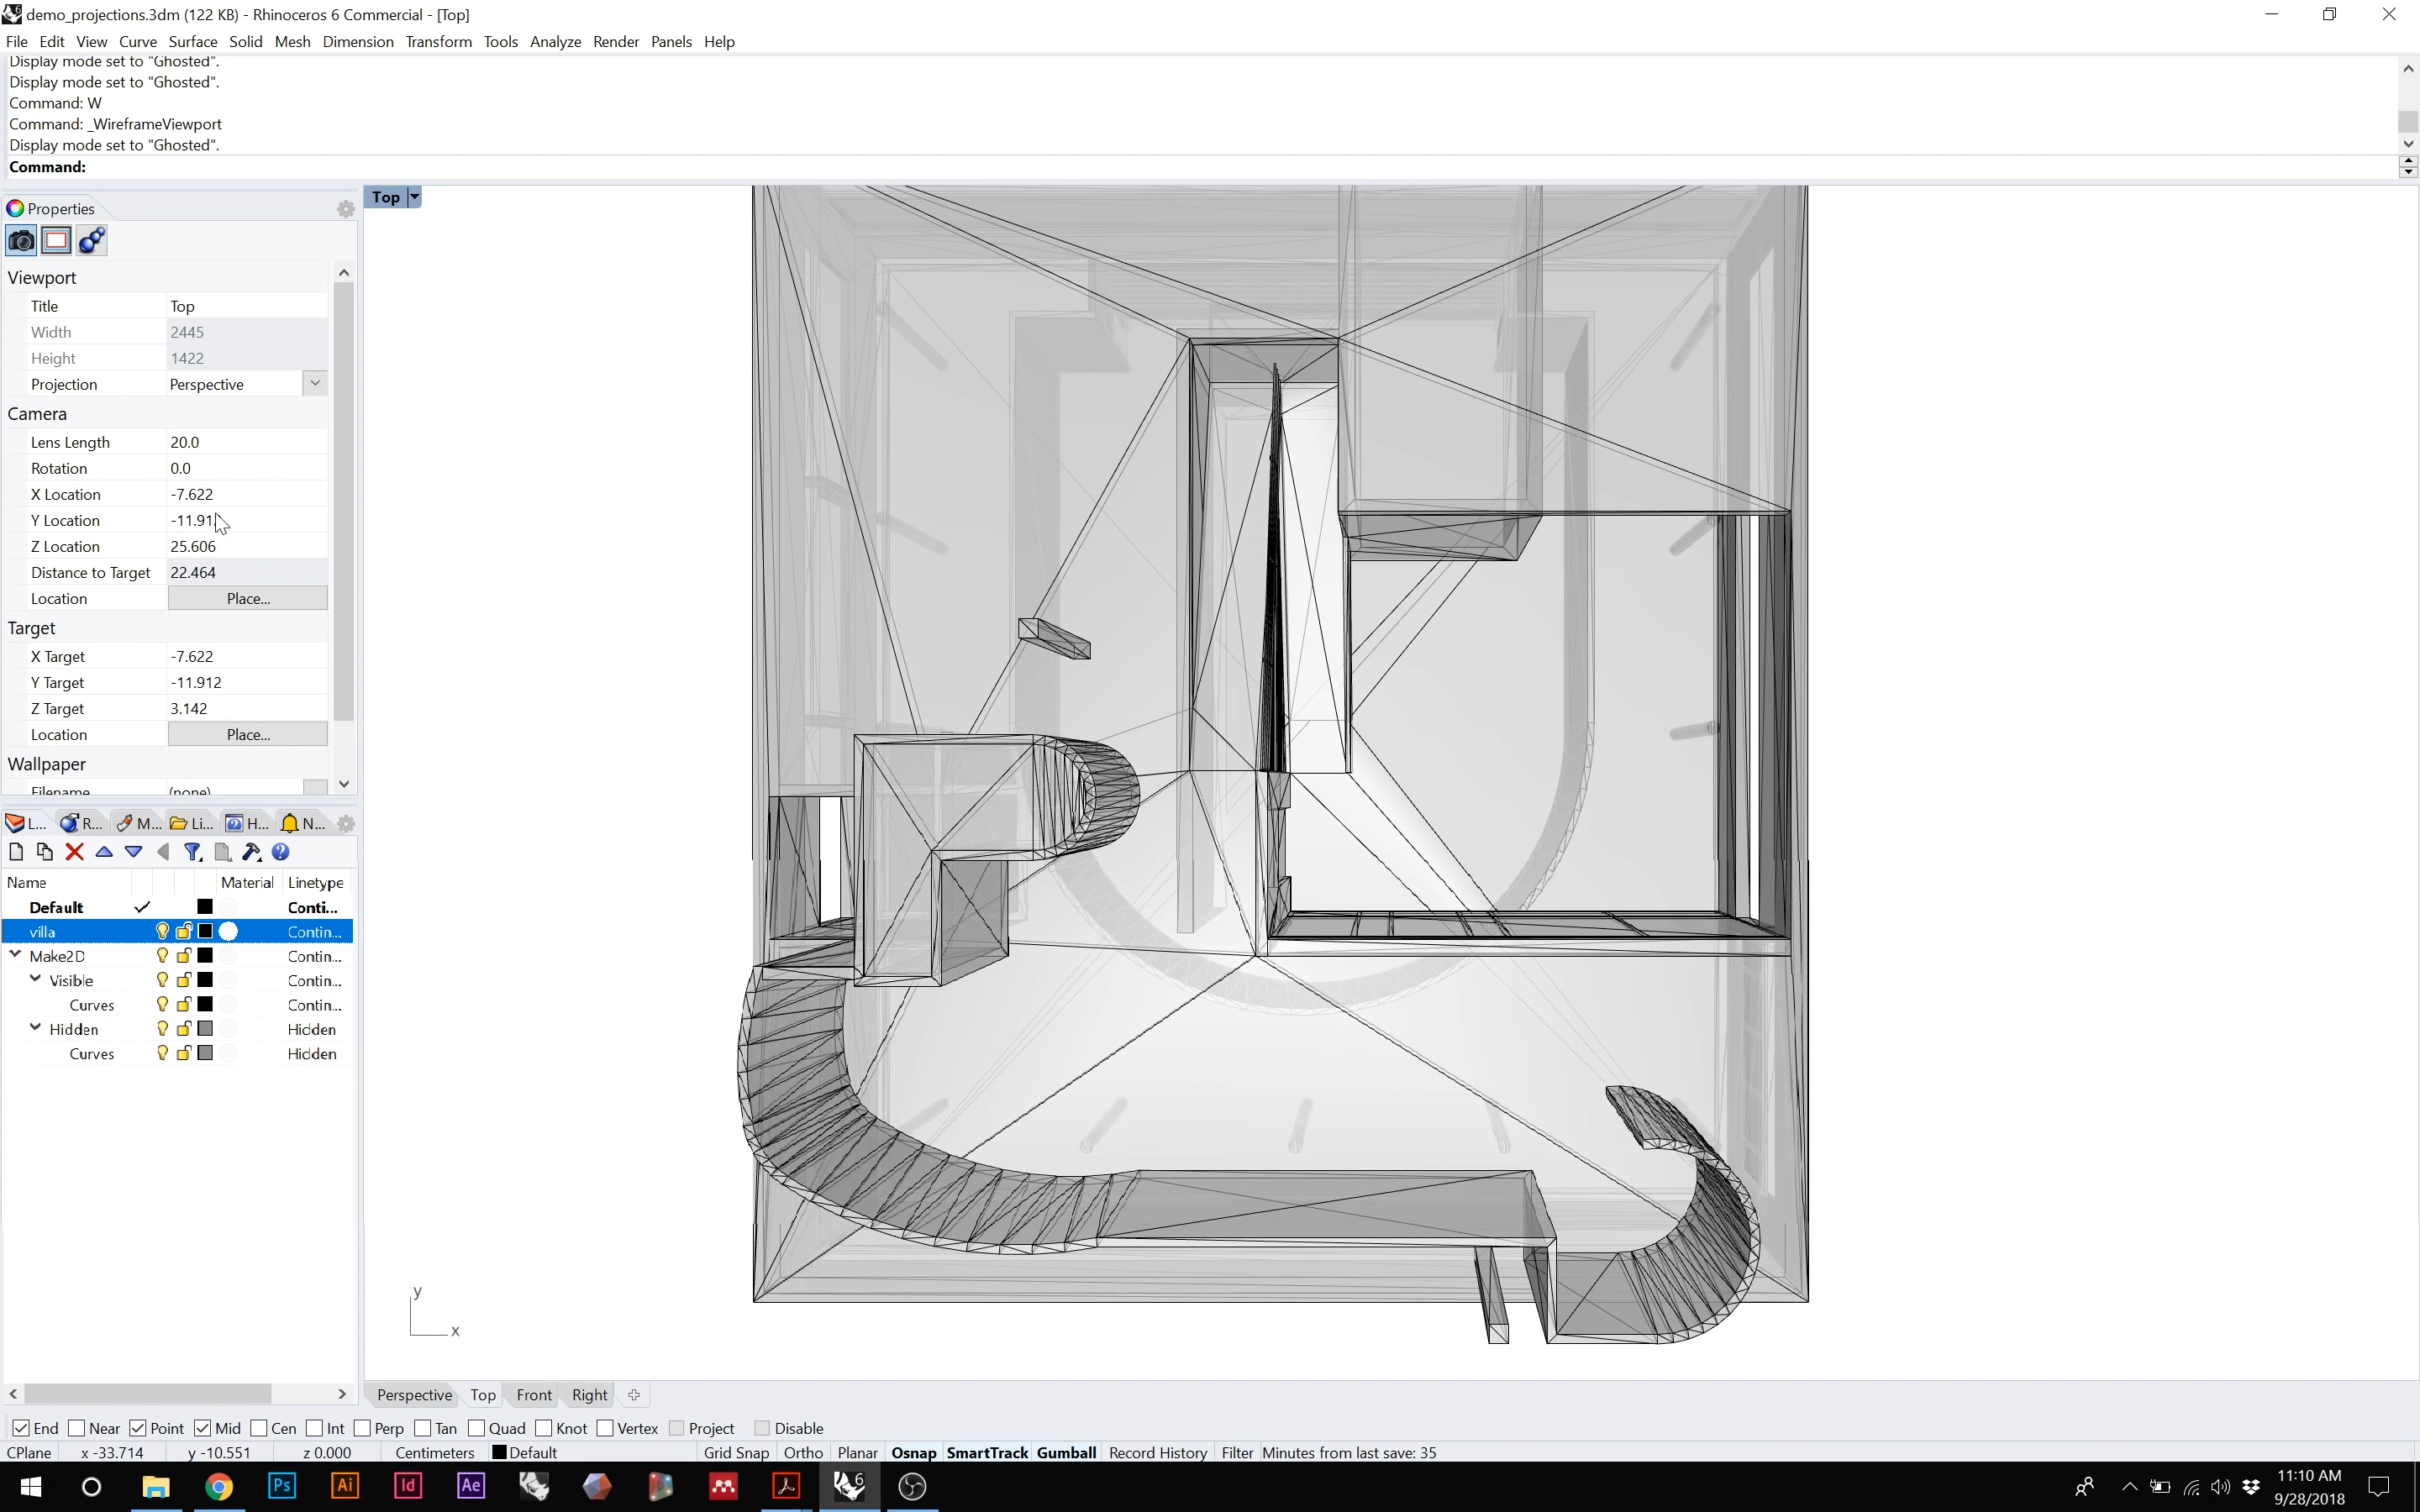 demo_projections.3dm (122 KB) - Rhinoceros 6 Commercial - [Top]
File Edit View Curve Surface Solid Mesh Dimension Transform Tools Analyze Render Panels Help
Display mode set to "Ghosted".
Display mode set to "Ghosted".
Command: W
Command: _WireframeViewport
Display mode set to "Ghosted".
Command:
Top
Properties
Viewport
Title Top
Width 2445
Height 1422
Projection Perspective
Camera
Lens Length 20.0
Rotation 0.0
X Location -7.622
Y Location -11.91
Z Location 25.606
Distance to Target 22.464
Location Place...
Target
X Target -7.622
Y Target -11.912
Z Target 3.142
Location Place...
Wallpaper
Filename (none)
L... R... M... Li... H... N...
Name Material Linetype
Default Conti...
villa Contin...
Make2D Contin...
Visible Contin...
Curves Contin...
Hidden Hidden
Curves Hidden
y
x
Perspective Top Front Right
End Near Point Mid Cen Int Perp Tan Quad Knot Vertex Project Disable
CPlane x -33.714 y -10.551 z 0.000 Centimeters Default Grid Snap Ortho Planar Osnap SmartTrack Gumball Record History Filter Minutes from last save: 35
Ps Ai Id Ae 6
11:10 AM
9/28/2018